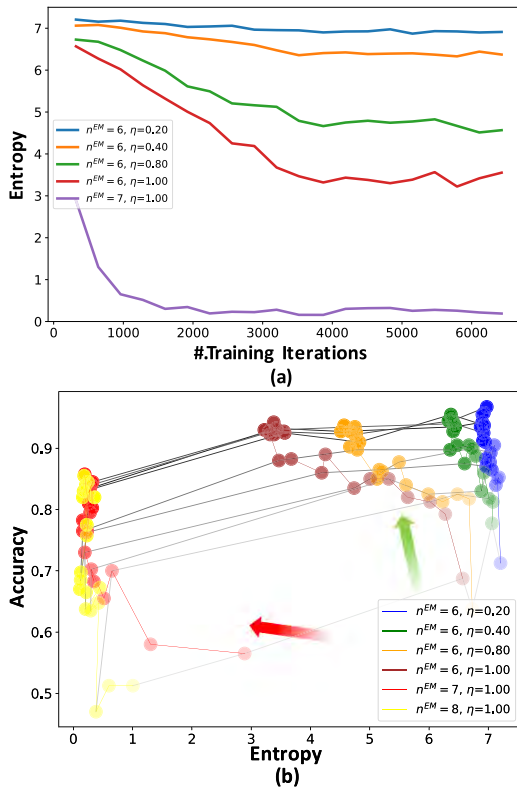 7
6
5
4
3
2
1
0
Entropy
n^EM = 6, η=0.20
n^EM = 6, η=0.40
n^EM = 6, η=0.80
n^EM = 6, η=1.00
n^EM = 7, η=1.00
0 1000 2000 3000 4000 5000 6000
#.Training Iterations
(a)
0.9
0.8
0.7
0.6
0.5
Accuracy
n^EM = 6, η=0.20
n^EM = 6, η=0.40
n^EM = 6, η=0.80
n^EM = 6, η=1.00
n^EM = 7, η=1.00
n^EM = 8, η=1.00
0 1 2 3 4 5 6 7
Entropy
(b)